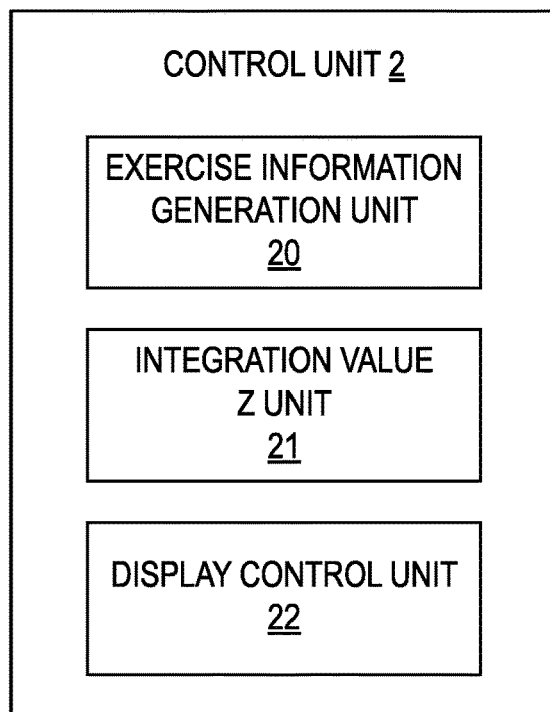 CONTROL UNIT 2
EXERCISE INFORMATION
GENERATION UNIT
20
INTEGRATION VALUE
Z UNIT
21
DISPLAY CONTROL UNIT
22